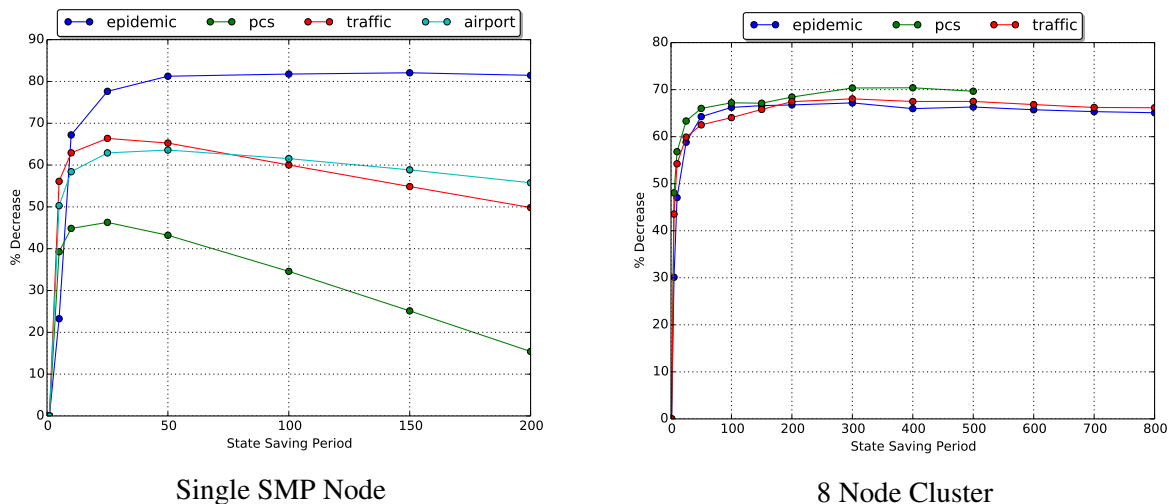 epidemic pcs traffic airport
90
80
70
60
50
40
30
20
10
0
% Decrease
0 50 100 150 200
State Saving Period
Single SMP Node
epidemic pcs traffic
80
70
60
50
40
30
20
10
0
% Decrease
0 100 200 300 400 500 600 700 800
State Saving Period
8 Node Cluster